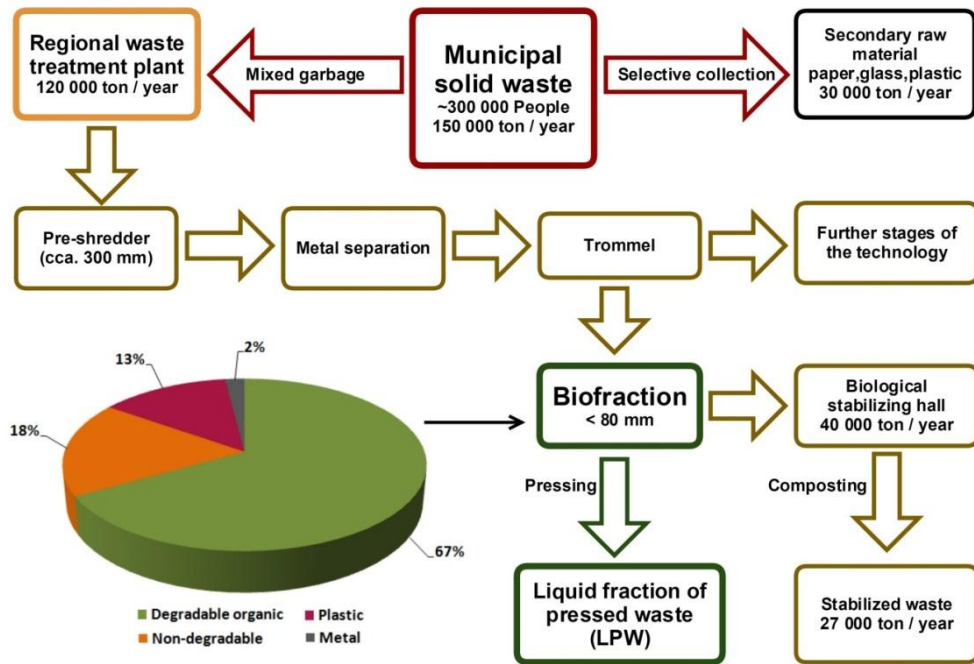 Regional waste
treatment plant
120 000 ton / year
Mixed garbage
Municipal
solid waste
~300 000 People
150 000 ton / year
Selective collection
Secondary raw
material
paper,glass,plastic
30 000 ton / year
Pre-shredder
(cca. 300 mm)
Metal separation
Trommel
Further stages of
the technology
13%
2%
18%
67%
Degradable organic
Plastic
Non-degradable
Metal
Biofraction
< 80 mm
Biological
stabilizing hall
40 000 ton / year
Pressing
Composting
Liquid fraction of
pressed waste
(LPW)
Stabilized waste
27 000 ton / year